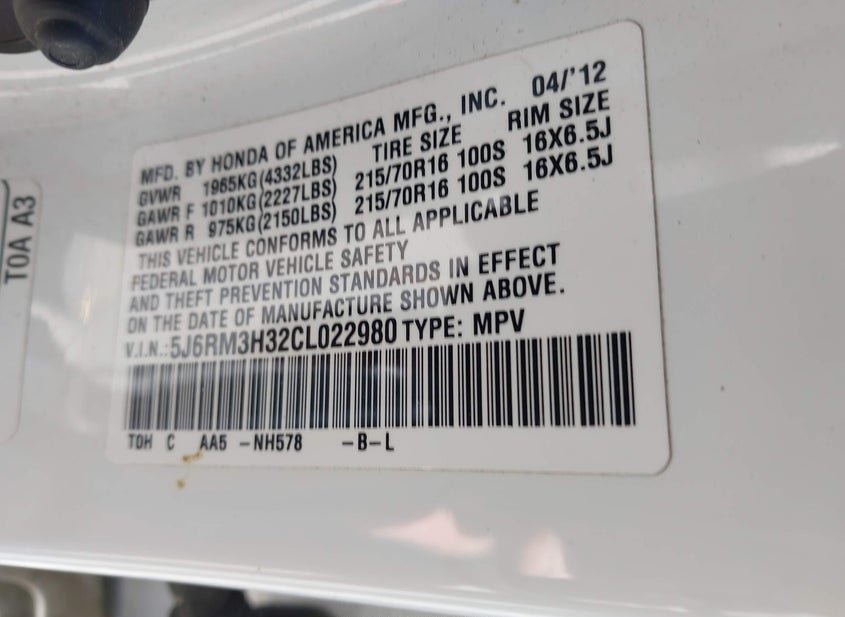 MFD. BY HONDA OF AMERICA MFG., INC. 04/'12
GVWR 1965KG(4332LBS) TIRE SIZE RIM SIZE
GAWR F 1010KG(2227LBS) 215/70R16 100S 16X6.5J
GAWR R 975KG(2150LBS) 215/70R16 100S 16X6.5J
THIS VEHICLE CONFORMS TO ALL APPLICABLE
FEDERAL MOTOR VEHICLE SAFETY
AND THEFT PREVENTION STANDARDS IN EFFECT
ON THE DATE OF MANUFACTURE SHOWN ABOVE.
V.I.N.:5J6RM3H32CL022980 TYPE: MPV
TOH C AA5 -NH578 -B-L
TOA A3